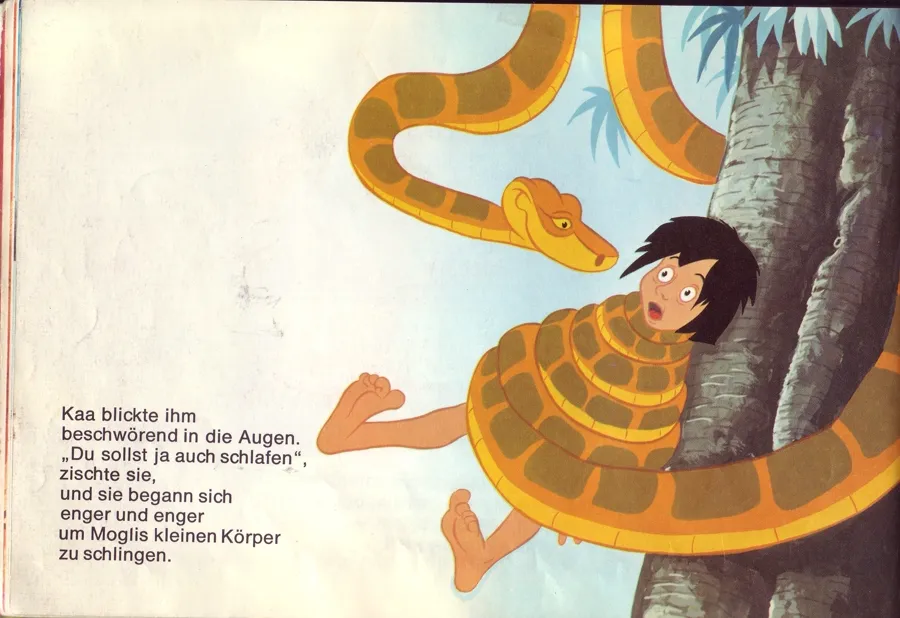 Kaa blickte ihm
beschwörend in die Augen.
„Du sollst ja auch schlafen“,
zischte sie,
und sie begann sich
enger und enger
um Moglis kleinen Körper
zu schlingen.